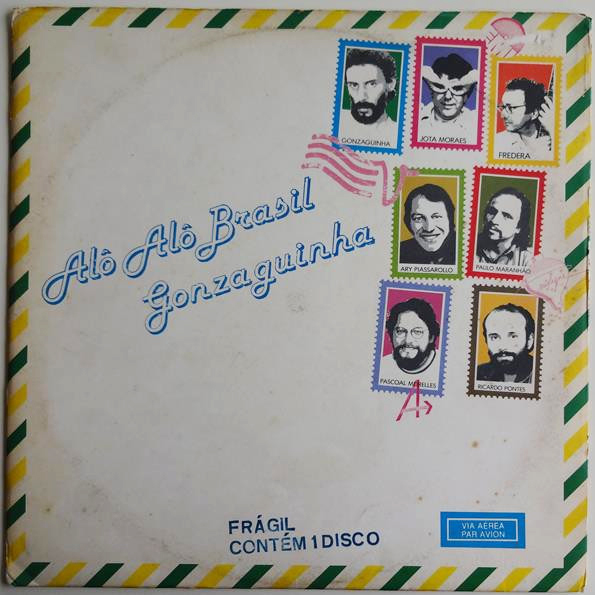 GONZAGUINHA
JOTA MORAES
FREDERA
ARY PIASSAROLLO
PAULO MARANHÃO
PASCOAL MEIRELLES
RICARDO PONTES
Alô Alô Brasil
Gonzaguinha
FRÁGIL
CONTÉM 1 DISCO
VIA AÉREA
PAR AVION